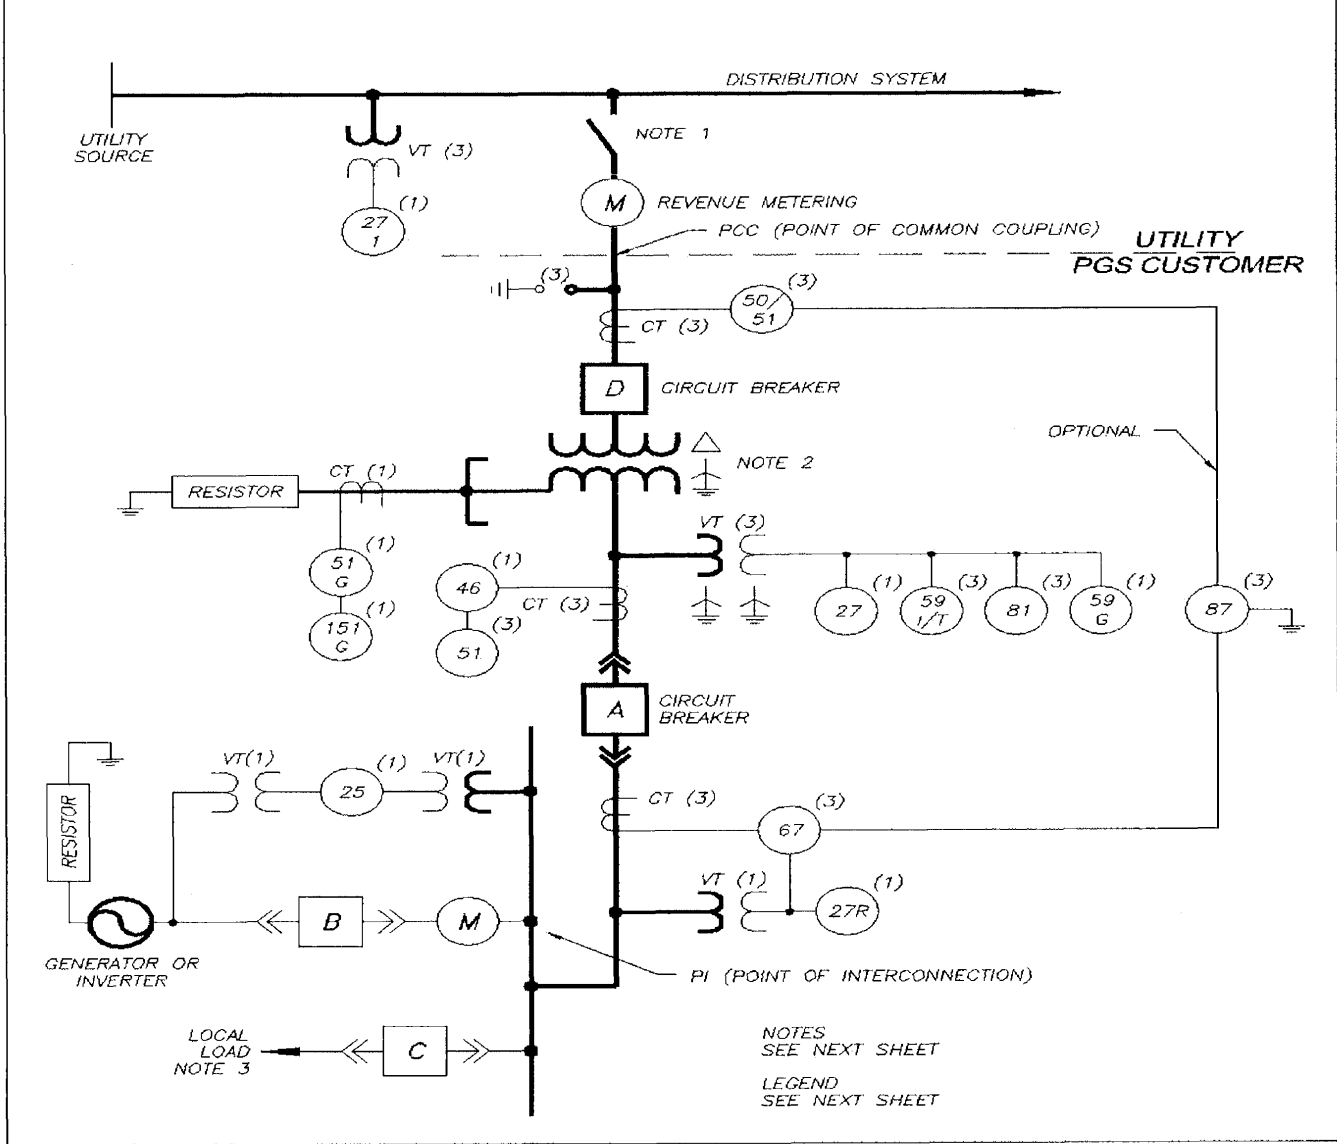 DISTRIBUTION SYSTEM
UTILITY
SOURCE
VT (3)
NOTE 1
27
1
(1)
M
REVENUE METERING
PCC (POINT OF COMMON COUPLING)
UTILITY
PGS CUSTOMER
(3)
50/
51
(3)
CT (3)
D
CIRCUIT BREAKER
OPTIONAL
NOTE 2
CT (1)
RESISTOR
VT (3)
51
G
(1)
151
G
(1)
46
(1)
CT (3)
51
(3)
27
(1)
59
I/T
(3)
81
(3)
59
G
(1)
87
(3)
A
CIRCUIT
BREAKER
VT(1)
25
(1)
VT(1)
CT (3)
67
(3)
RESISTOR
VT (1)
27R
(1)
B
M
GENERATOR OR
INVERTER
PI (POINT OF INTERCONNECTION)
LOCAL
LOAD
NOTE 3
C
NOTES
SEE NEXT SHEET
LEGEND
SEE NEXT SHEET